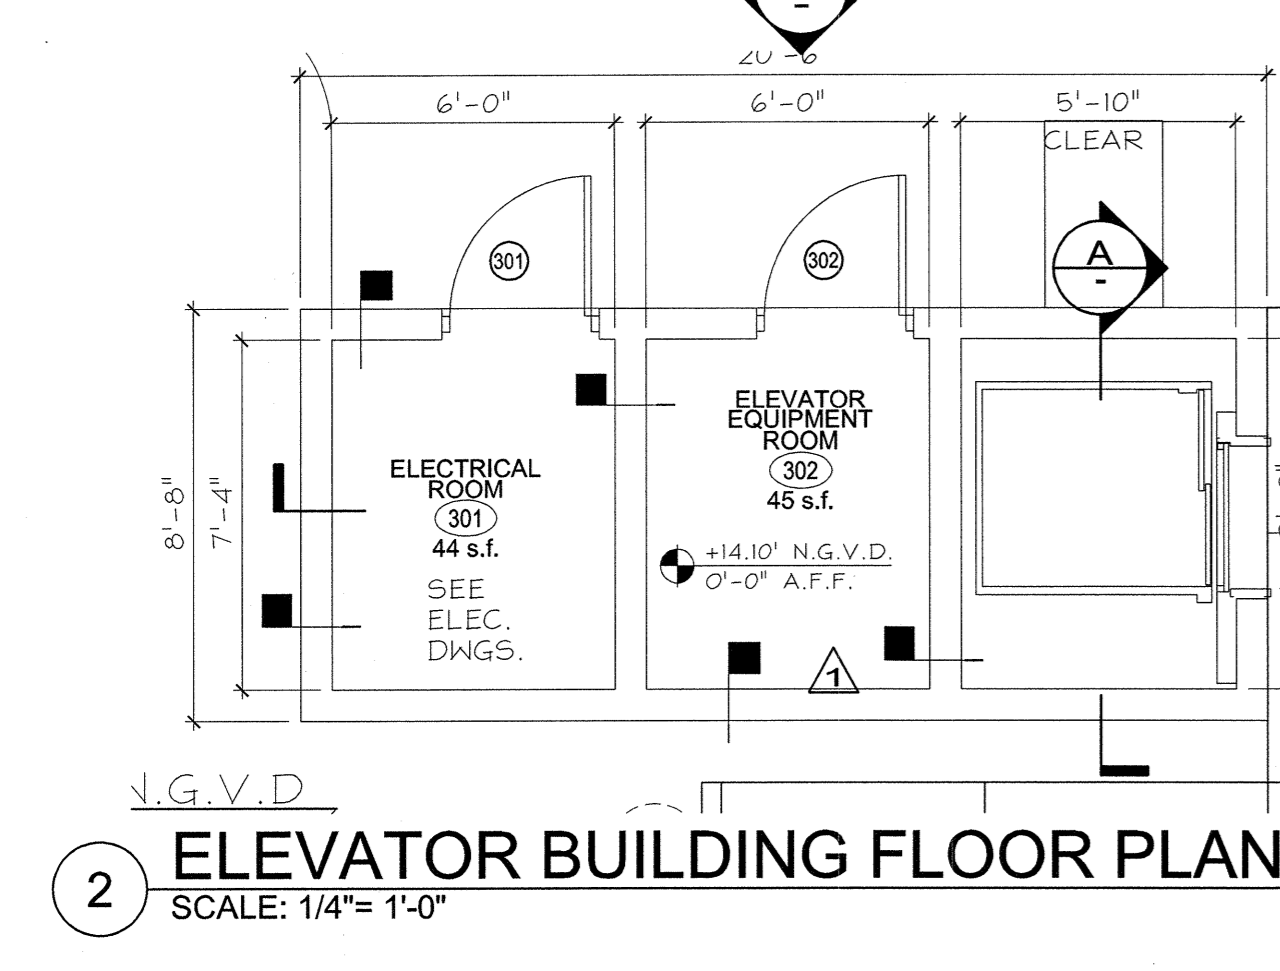 -
20'-6
6'-0"
6'-0"
5'-10"
CLEAR
A
-
301
302
ELEVATOR
EQUIPMENT
ROOM
302
45 s.f.
ELECTRICAL
ROOM
301
44 s.f.
SEE
ELEC.
DWGS.
8'-8"
7'-4"
+14.10' N.G.V.D.
0'-0" A.F.F.
1
N.G.V.D
2
ELEVATOR BUILDING FLOOR PLAN
SCALE: 1/4"= 1'-0"